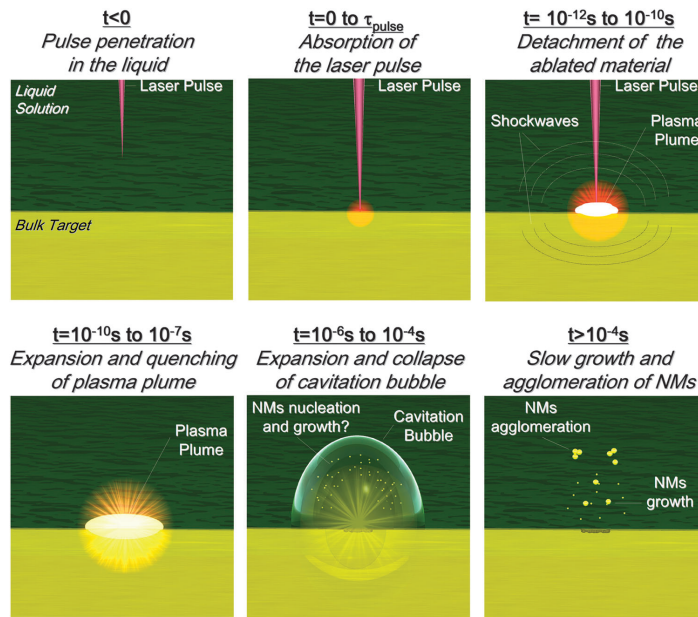 t<0
Pulse penetration
in the liquid
Liquid
Solution
Laser Pulse
Bulk Target
t=0 to τpulse
Absorption of
the laser pulse
Laser Pulse
t= 10⁻¹²s to 10⁻¹⁰s
Detachment of the
ablated material
Laser Pulse
Shockwaves
Plasma
Plume
t=10⁻¹⁰s to 10⁻⁷s
Expansion and quenching
of plasma plume
Plasma
Plume
t=10⁻⁶s to 10⁻⁴s
Expansion and collapse
of cavitation bubble
NMs nucleation
and growth?
Cavitation
Bubble
t>10⁻⁴s
Slow growth and
agglomeration of NMs
NMs
agglomeration
NMs
growth